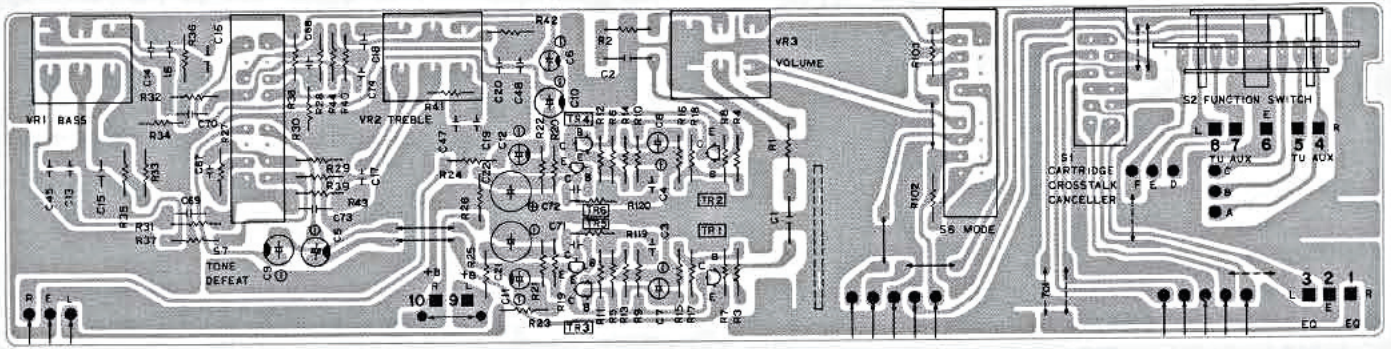 R36
C16
C14
R32
R34
C70
R27
VR1 BASS
C68
R38
R28
R44
R40
C74
C18
R30
VR2 TREBLE
R41
C47
C19
R42
C20
C48
C6
C10
R2
C2
VR3
VOLUME
TR4
R22
R20
R12
R6
R14
R10
C8
R16
R18
R8
R4
R1
C1
R103
R102
S6 MODE
S2 FUNCTION SWITCH
L
8
7
E
6
5
4
R
TU AUX
TU AUX
C
B
A
F
E
D
S1
CARTRIDGE
CROSSTALK
CANCELLER
C45
C13
C15
R35
R33
C67
C69
R31
R37
S7
TONE
DEFEAT
R29
R39
R43
C17
C73
C5
C9
R24
C22
C12
R26
C72
C71
C21
R25
C11
R21
R19
R23
R120
TR6
TR5
R119
TR2
TR1
C4
C3
TR3
R11
R5
R13
R9
C7
R15
R17
R7
R3
+B
R
10
+B
L
9
R
E
L
701
L
3
2
E
1
R
EQ
EQ